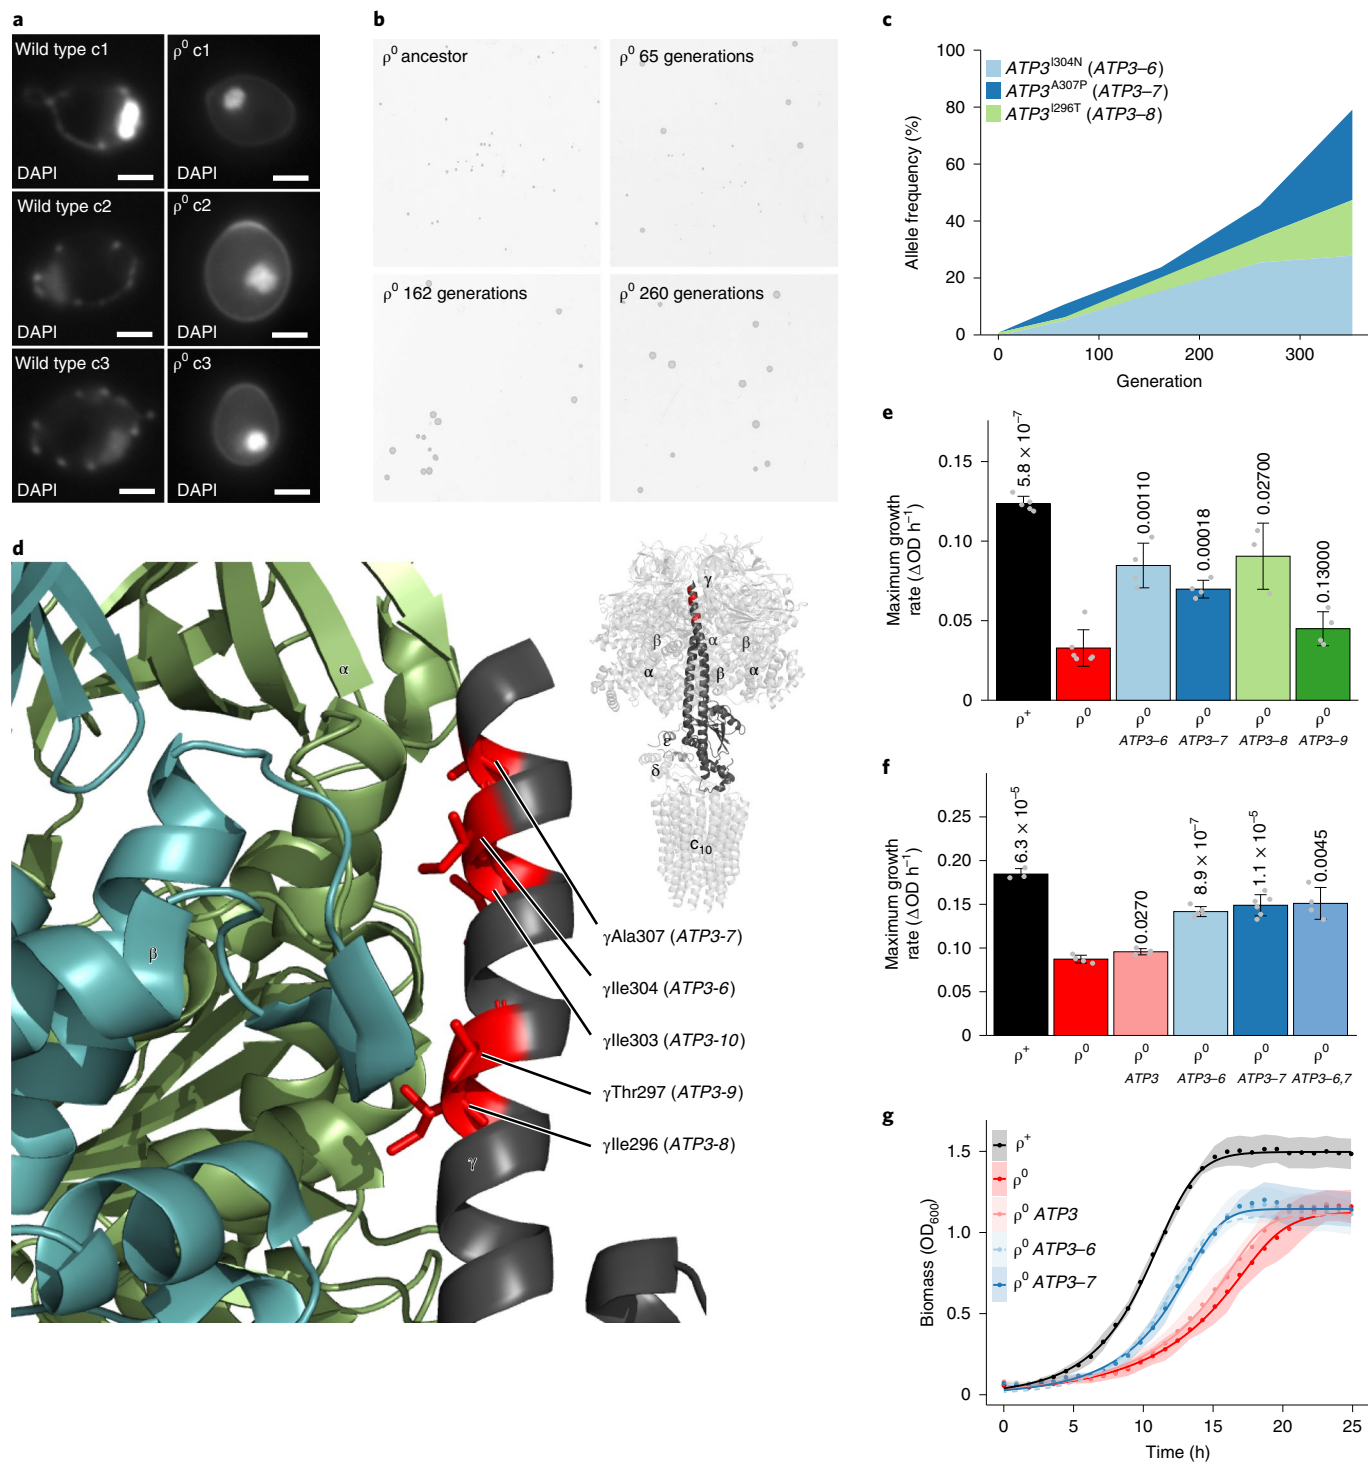 a
Wild type c1
ρ⁰ c1
DAPI
DAPI
Wild type c2
ρ⁰ c2
DAPI
DAPI
Wild type c3
ρ⁰ c3
DAPI
DAPI
b
ρ⁰ ancestor
ρ⁰ 65 generations
ρ⁰ 162 generations
ρ⁰ 260 generations
c
100
80
60
40
20
0
Allele frequency (%)
ATP3^I304N (ATP3–6)
ATP3^A307P (ATP3–7)
ATP3^I296T (ATP3–8)
0
100
200
300
Generation
d
α
β
γ
γAla307 (ATP3-7)
γIle304 (ATP3-6)
γIle303 (ATP3-10)
γThr297 (ATP3-9)
γIle296 (ATP3-8)
γ
β
α
β
α
β
α
ε
δ
c₁₀
e
0.15
0.10
0.05
0
Maximum growth
rate (ΔOD h⁻¹)
5.8 × 10⁻⁷
0.00110
0.00018
0.02700
0.13000
ρ⁺
ρ⁰
ρ⁰
ρ⁰
ρ⁰
ρ⁰
ATP3–6
ATP3–7
ATP3–8
ATP3–9
f
0.25
0.20
0.15
0.10
0.05
0
Maximum growth
rate (ΔOD h⁻¹)
6.3 × 10⁻⁵
0.0270
8.9 × 10⁻⁷
1.1 × 10⁻⁵
0.0045
ρ⁺
ρ⁰
ρ⁰
ρ⁰
ρ⁰
ρ⁰
ATP3
ATP3–6
ATP3–7
ATP3–6,7
g
1.5
1.0
0.5
0
Biomass (OD₆₀₀)
ρ⁺
ρ⁰
ρ⁰ ATP3
ρ⁰ ATP3–6
ρ⁰ ATP3–7
0
5
10
15
20
25
Time (h)